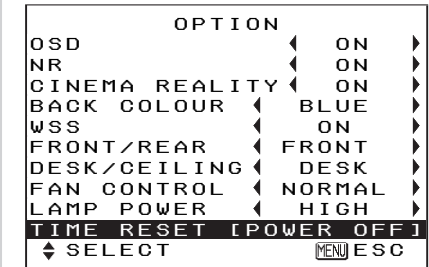 OPTION
OSD ON
NR ON
CINEMA REALITY ON
BACK COLOUR BLUE
WSS ON
FRONT/REAR FRONT
DESK/CEILING DESK
FAN CONTROL NORMAL
LAMP POWER HIGH
TIME RESET [POWER OFF]
SELECT MENU ESC